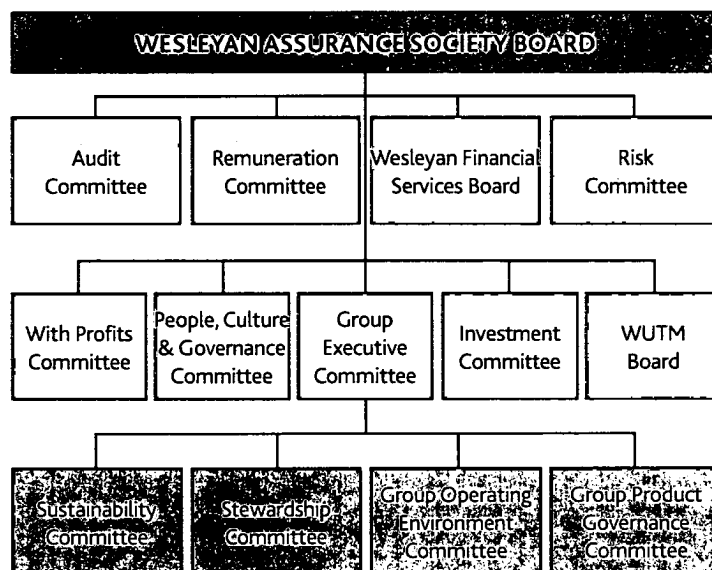 WESLEYAN ASSURANCE SOCIETY BOARD
Audit
Committee
Remuneration
Committee
Wesleyan Financial
Services Board
Risk
Committee
With Profits
Committee
People, Culture
& Governance
Committee
Group
Executive
Committee
Investment
Committee
WUTM
Board
Sustainability
Committee
Stewardship
Committee
Group Operating
Environment
Committee
Group Product
Governance
Committee